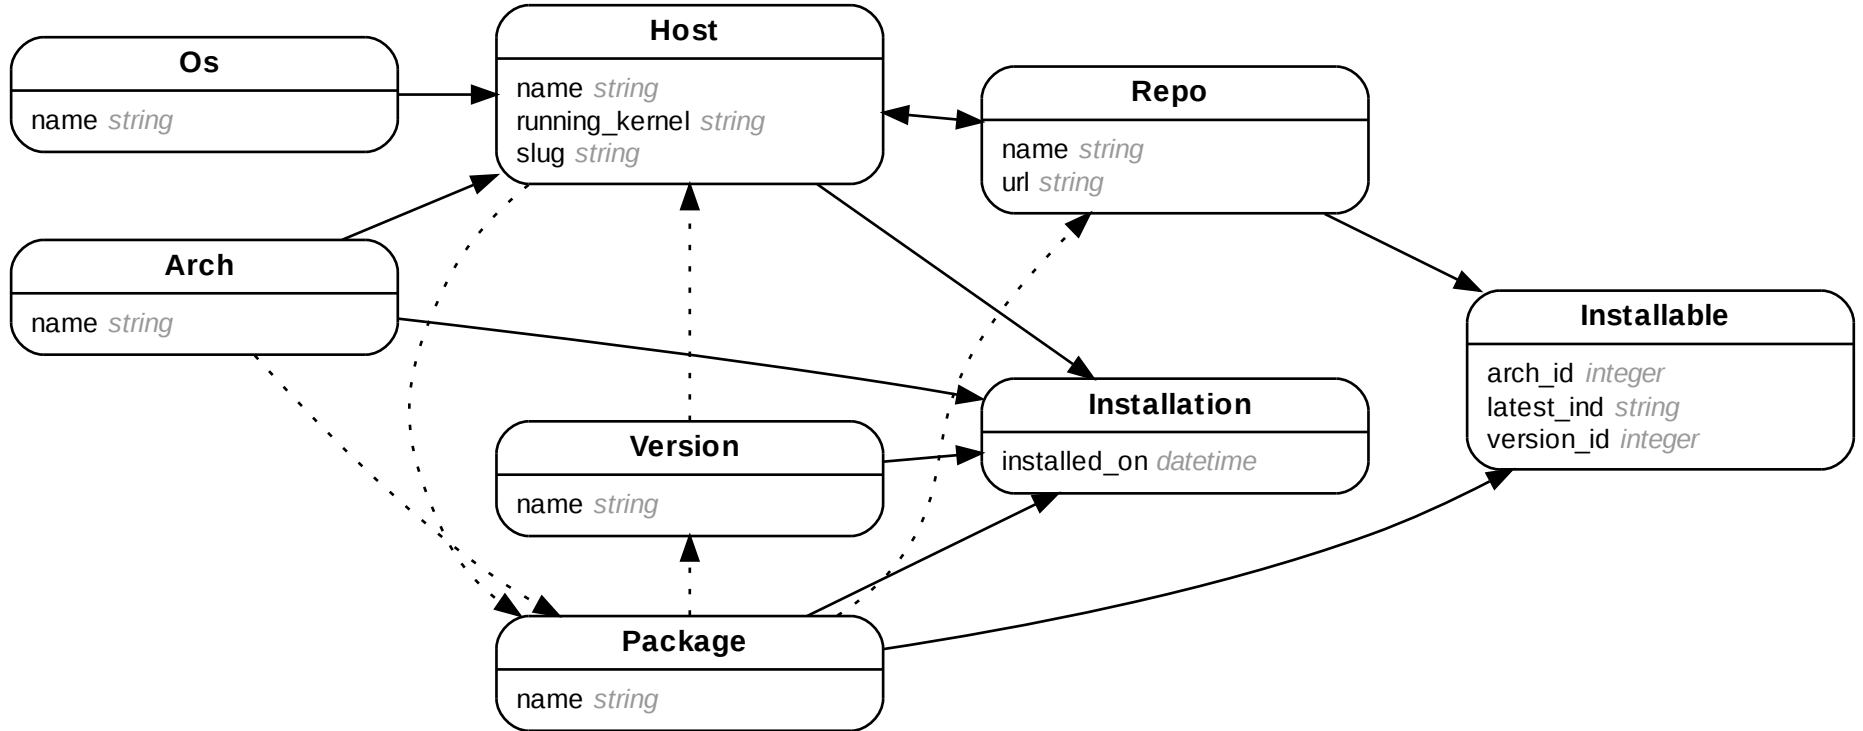 Os
name string
Host
name string
running_kernel string
slug string
Repo
name string
url string
Arch
name string
Installable
arch_id integer
latest_ind string
version_id integer
Installation
installed_on datetime
Version
name string
Package
name string